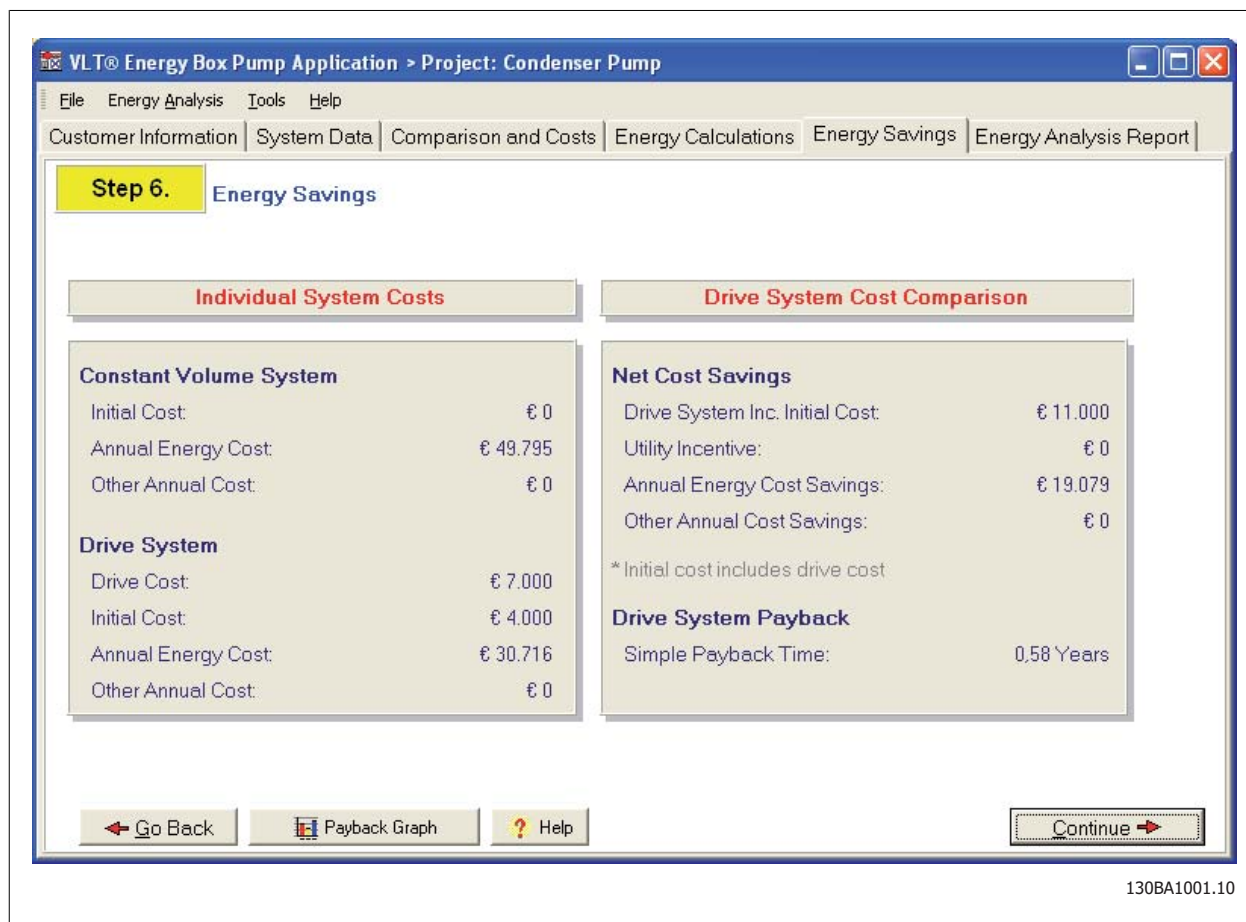 VLT® Energy Box Pump Application > Project: Condenser Pump
File Energy Analysis Tools Help
Customer Information System Data Comparison and Costs Energy Calculations Energy Savings Energy Analysis Report
Step 6. Energy Savings
Individual System Costs
Constant Volume System
Initial Cost: € 0
Annual Energy Cost: € 49.795
Other Annual Cost: € 0
Drive System
Drive Cost: € 7.000
Initial Cost: € 4.000
Annual Energy Cost: € 30.716
Other Annual Cost: € 0
Drive System Cost Comparison
Net Cost Savings
Drive System Inc. Initial Cost: € 11.000
Utility Incentive: € 0
Annual Energy Cost Savings: € 19.079
Other Annual Cost Savings: € 0
* Initial cost includes drive cost
Drive System Payback
Simple Payback Time: 0,58 Years
Go Back Payback Graph ? Help Continue
130BA1001.10